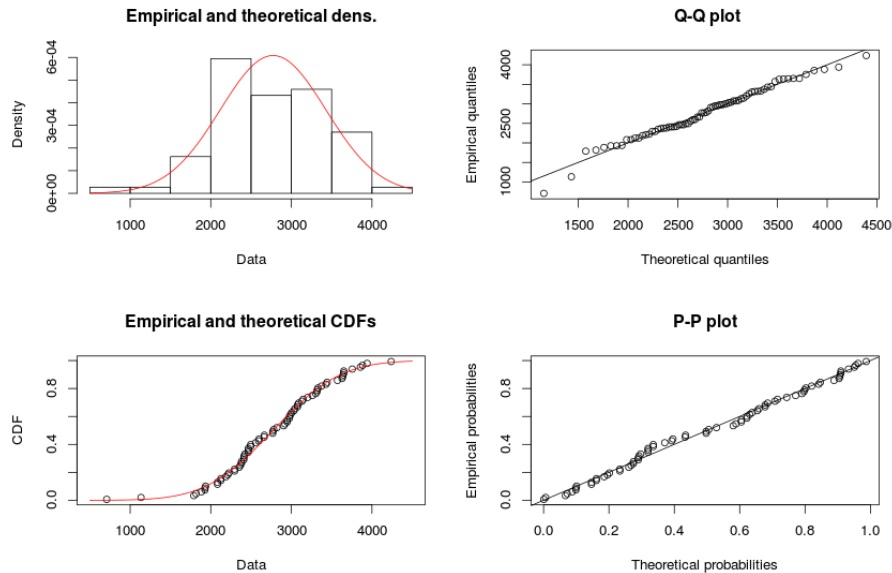 Empirical and theoretical dens.
Density
0e+00 3e-04 6e-04
1000 2000 3000 4000
Data
Q-Q plot
Empirical quantiles
1000 2500 4000
1500 2000 2500 3000 3500 4000 4500
Theoretical quantiles
Empirical and theoretical CDFs
CDF
0.0 0.4 0.8
1000 2000 3000 4000
Data
P-P plot
Empirical probabilities
0.0 0.4 0.8
0.0 0.2 0.4 0.6 0.8 1.0
Theoretical probabilities